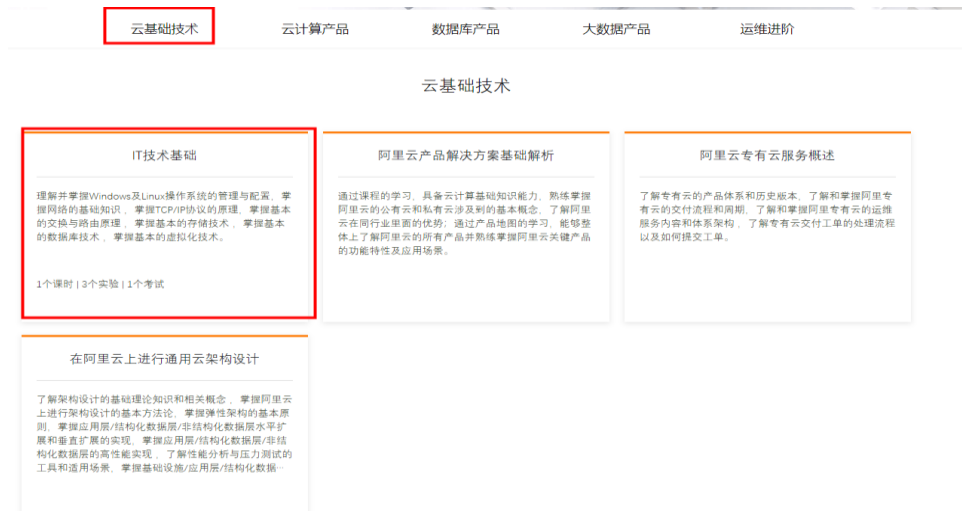 云基础技术 云计算产品 数据库产品 大数据产品 运维进阶
云基础技术
IT技术基础
理解并掌握Windows及Linux操作系统的管理与配置、掌
握网络的基础知识 、掌握TCP/IP协议的原理、掌握基本
的交换与路由原理 、掌握基本的存储技术 、掌握基本
的数据库技术 、掌握基本的虚拟化技术。
1个课时 | 3个实验 | 1个考试
阿里云产品解决方案基础解析
通过课程的学习，具备云计算基础知识能力，熟练掌握
阿里云的公有云和私有云涉及到的基本概念，了解阿里
云在同行业里面的优势；通过产品地图的学习，能够整
体上了解阿里云的所有产品并熟练掌握阿里云关键产品
的功能特性及应用场景。
阿里云专有云服务概述
了解专有云的产品体系和历史版本、了解和掌握阿里专
有云的交付流程和周期、了解和掌握阿里专有云的运维
服务内容和体系架构 、了解专有云交付工单的处理流程
以及如何提交工单。
在阿里云上进行通用云架构设计
了解架构设计的基础理论知识和相关概念 、掌握阿里云
上进行架构设计的基本方法论、掌握弹性架构的基本原
则、掌握应用层/结构化数据层/非结构化数据层水平扩
展和垂直扩展的实现、掌握应用层/结构化数据层/非结
构化数据层的高性能实现 、了解性能分析与压力测试的
工具和适用场景、掌握基础设施/应用层/结构化数据…